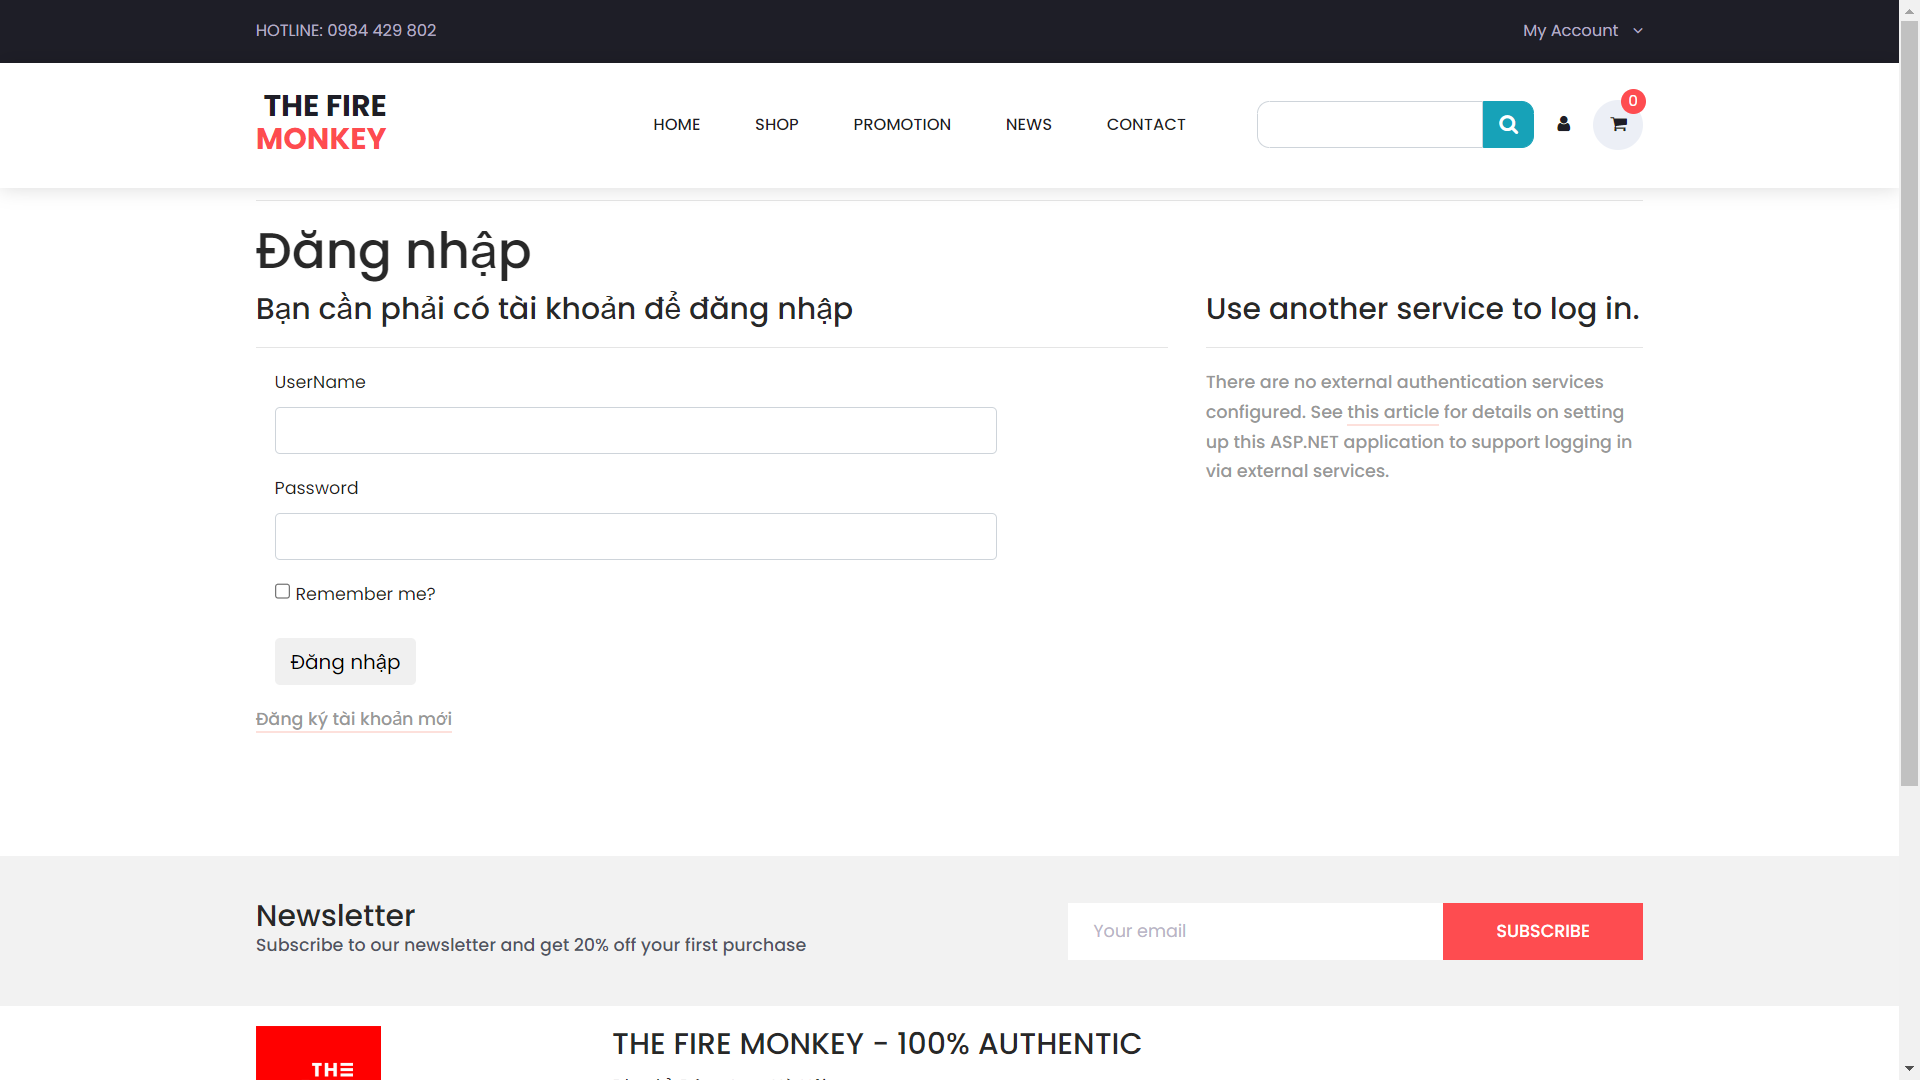 HOTLINE: 0984 429 802
My Account
THE FIRE
MONKEY
HOME
SHOP
PROMOTION
NEWS
CONTACT
0
Đăng nhập
Bạn cần phải có tài khoản để đăng nhập
UserName
Password
Remember me?
Đăng nhập
Đăng ký tài khoản mới
Use another service to log in.
There are no external authentication services
configured. See this article for details on setting
up this ASP.NET application to support logging in
via external services.
Newsletter
Subscribe to our newsletter and get 20% off your first purchase
Your email
SUBSCRIBE
THE
THE FIRE MONKEY - 100% AUTHENTIC